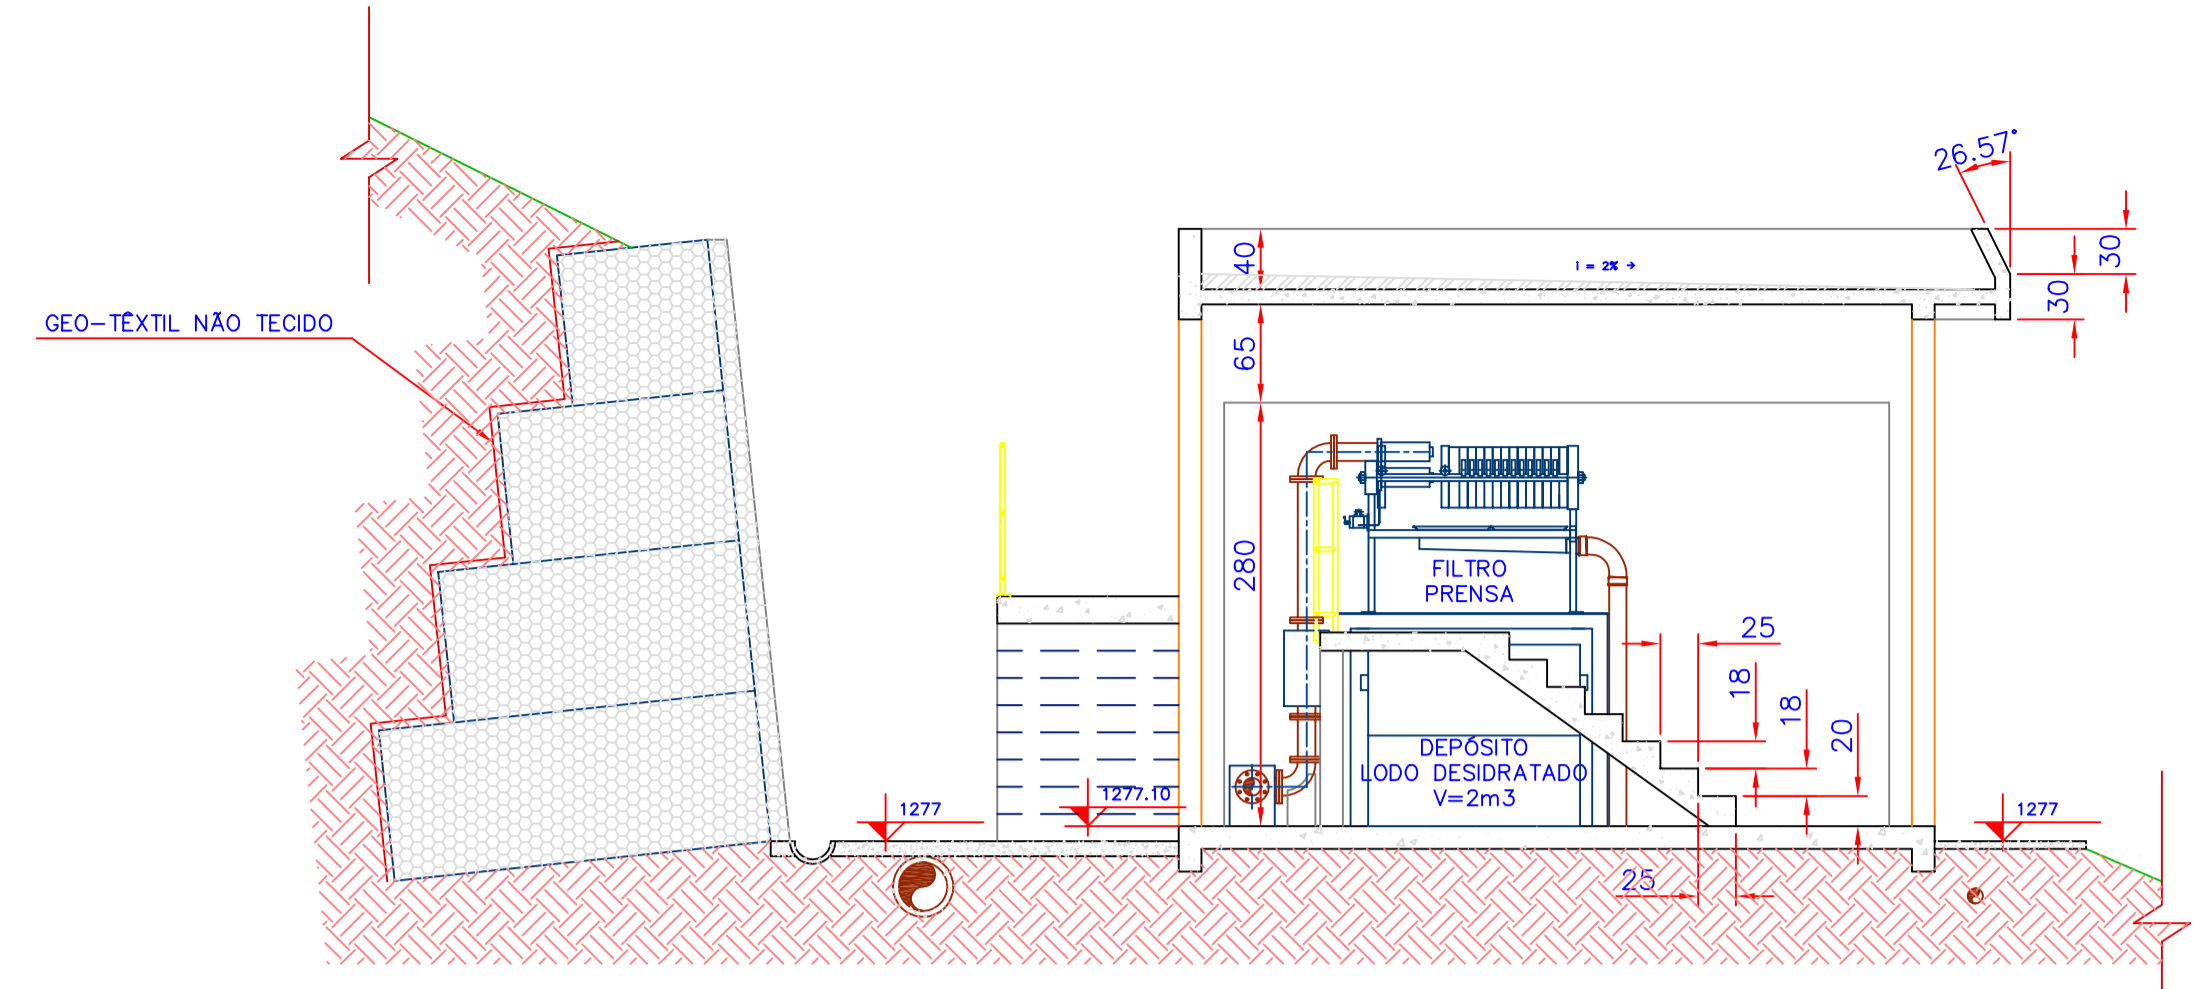 26.57°
30
40
i = 2% →
30
GEO-TÊXTIL NÃO TECIDO
65
280
FILTRO
PRENSA
25
18
18
20
DEPÓSITO
LODO DESIDRATADO
V=2m3
1277
1277.10
1277
25